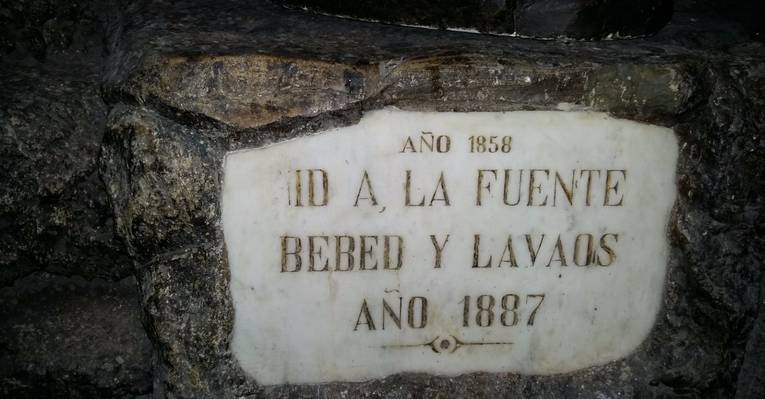 AÑO 1858
ID A, LA FUENTE
BEBED Y LAVAOS
AÑO 1887